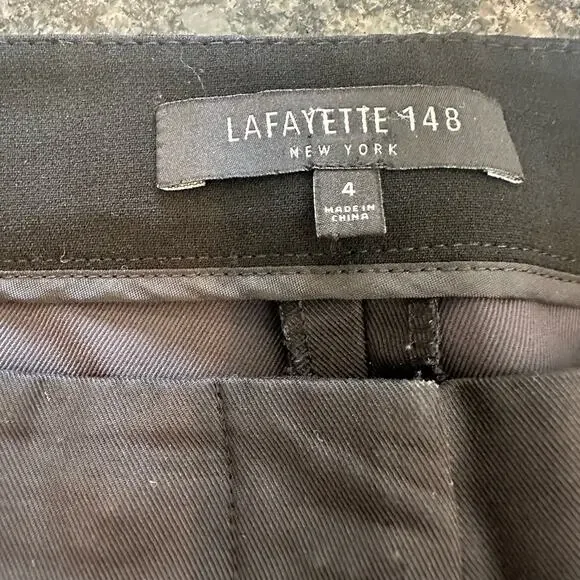 LAFAYETTE 148
NEW YORK
4
MADE IN
CHINA